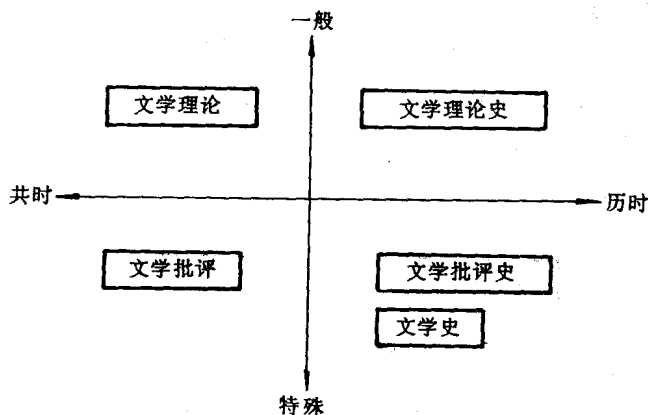 一般
文学理论
文学理论史
共时
历时
文学批评
文学批评史
文学史
特殊